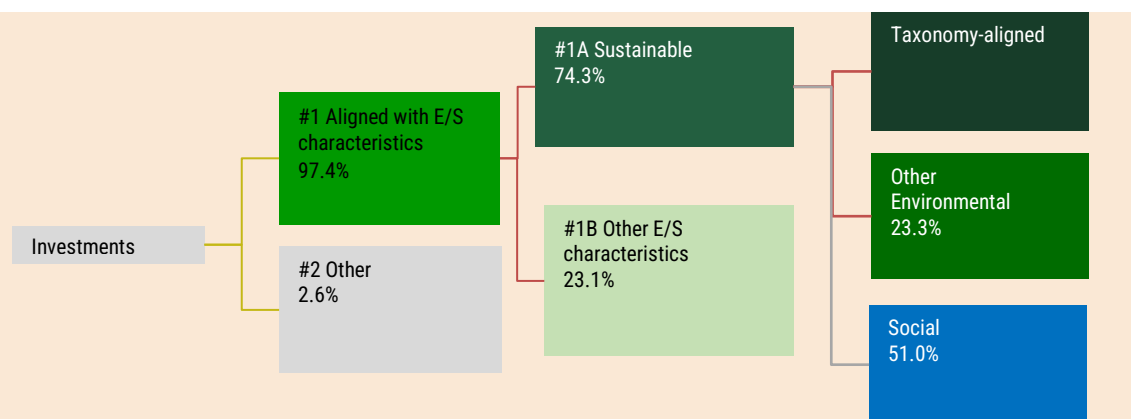 Investments
#1 Aligned with E/S
characteristics
97.4%
#2 Other
2.6%
#1A Sustainable
74.3%
#1B Other E/S
characteristics
23.1%
Taxonomy-aligned
Other
Environmental
23.3%
Social
51.0%